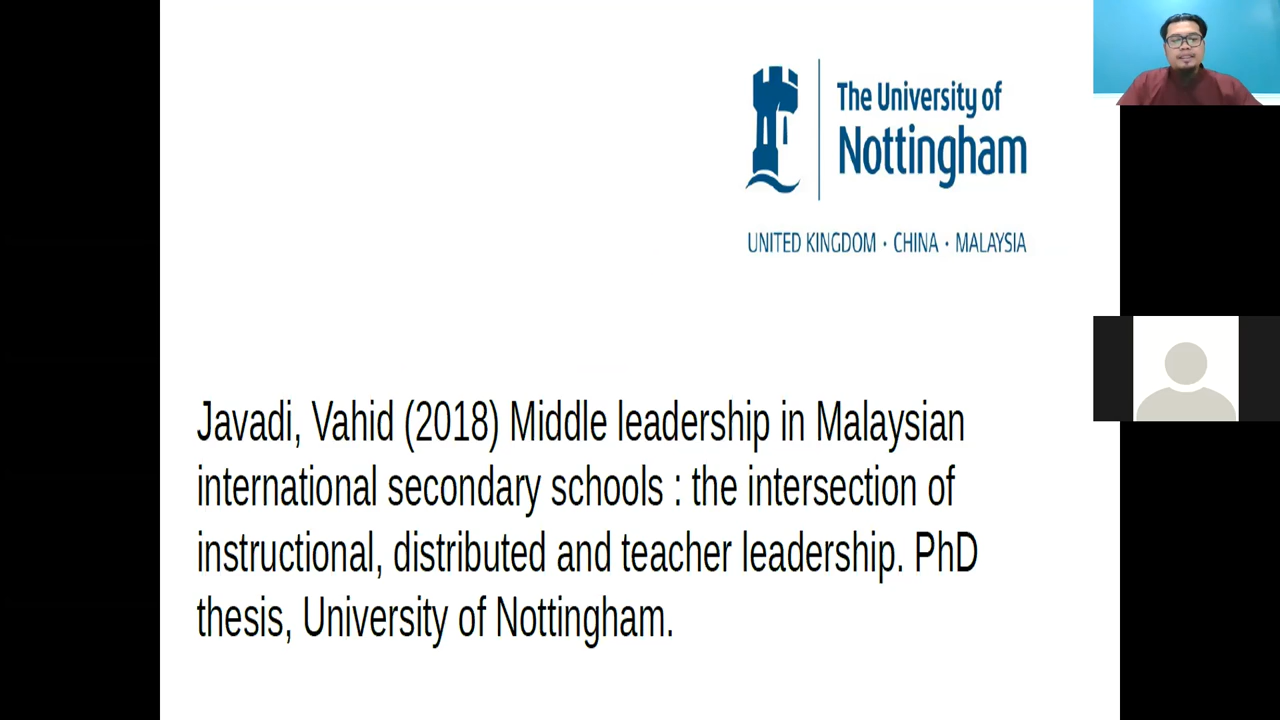 The University of
Nottingham
UNITED KINGDOM · CHINA · MALAYSIA
Javadi, Vahid (2018) Middle leadership in Malaysian
international secondary schools : the intersection of
instructional, distributed and teacher leadership. PhD
thesis, University of Nottingham.